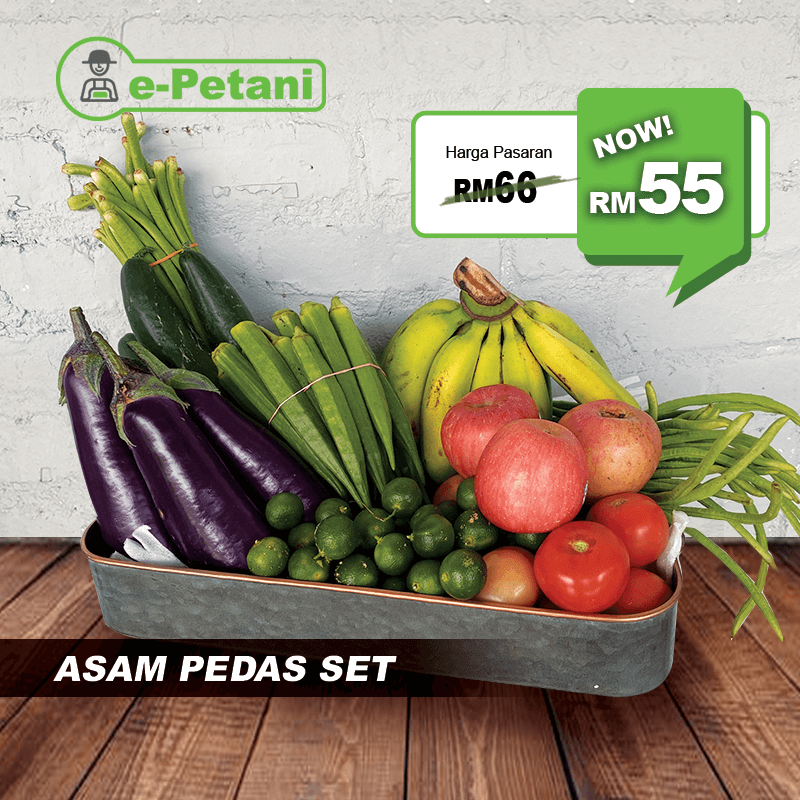 e-Petani
Harga Pasaran
RM66
NOW!
RM55
ASAM PEDAS SET